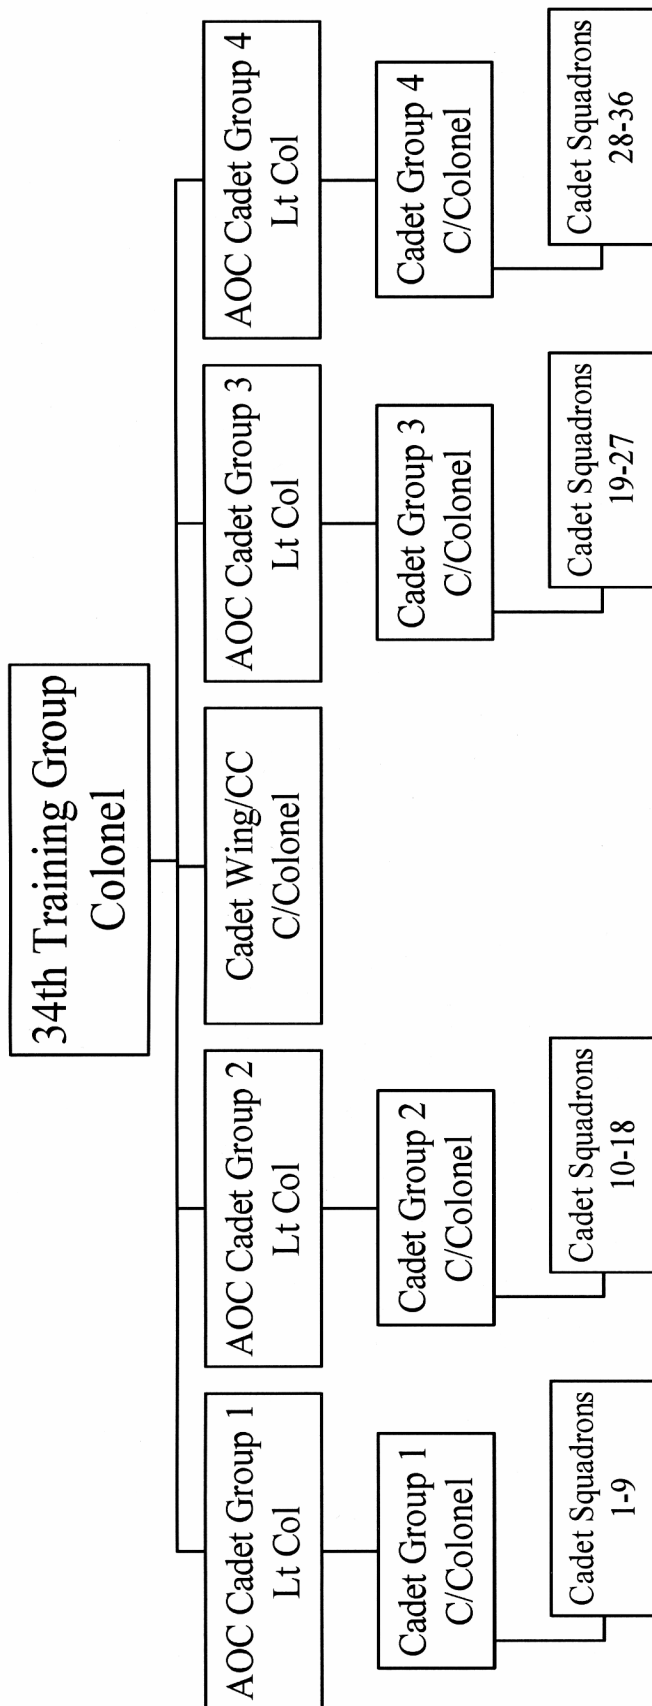 34th Training Group
Colonel
AOC Cadet Group 1
Lt Col
AOC Cadet Group 2
Lt Col
Cadet Wing/CC
C/Colonel
AOC Cadet Group 3
Lt Col
AOC Cadet Group 4
Lt Col
Cadet Group 1
C/Colonel
Cadet Group 2
C/Colonel
Cadet Group 3
C/Colonel
Cadet Group 4
C/Colonel
Cadet Squadrons
1-9
Cadet Squadrons
10-18
Cadet Squadrons
19-27
Cadet Squadrons
28-36